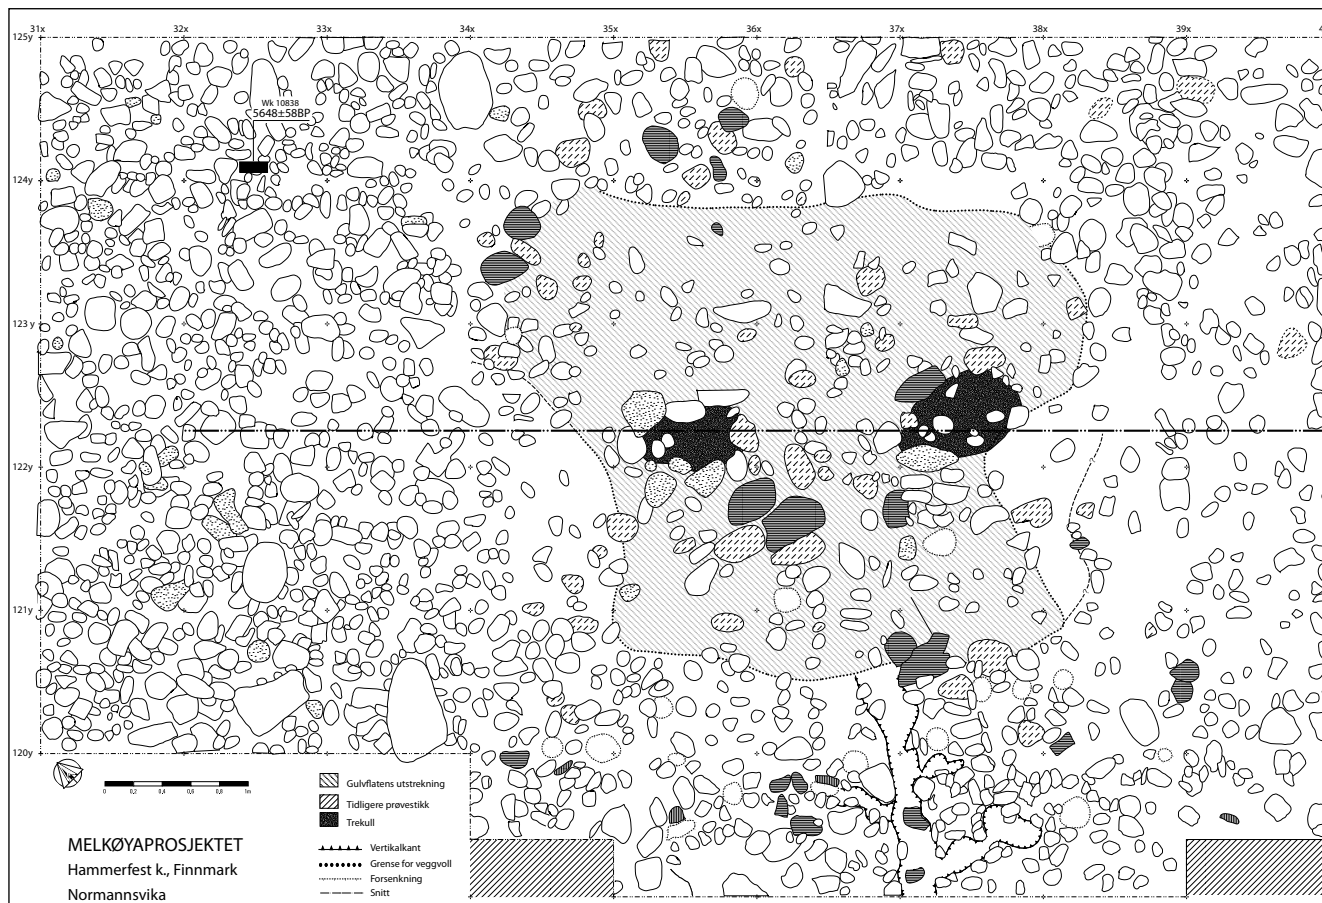 31x 32x 33x 34x 35x 36x 37x 38x 39x
125y
Wk 10838
5648±58BP
124y
123 y
122y
121y
120y
0 0,2 0,4 0,6 0,8 1m
Gulvflatens utstrekning
Tidligere prøvestikk
Trekull
Vertikalkant
Grense for veggvoll
Forsenkning
Snitt
MELKØYAPROSJEKTET
Hammerfest k., Finnmark
Normannsvika